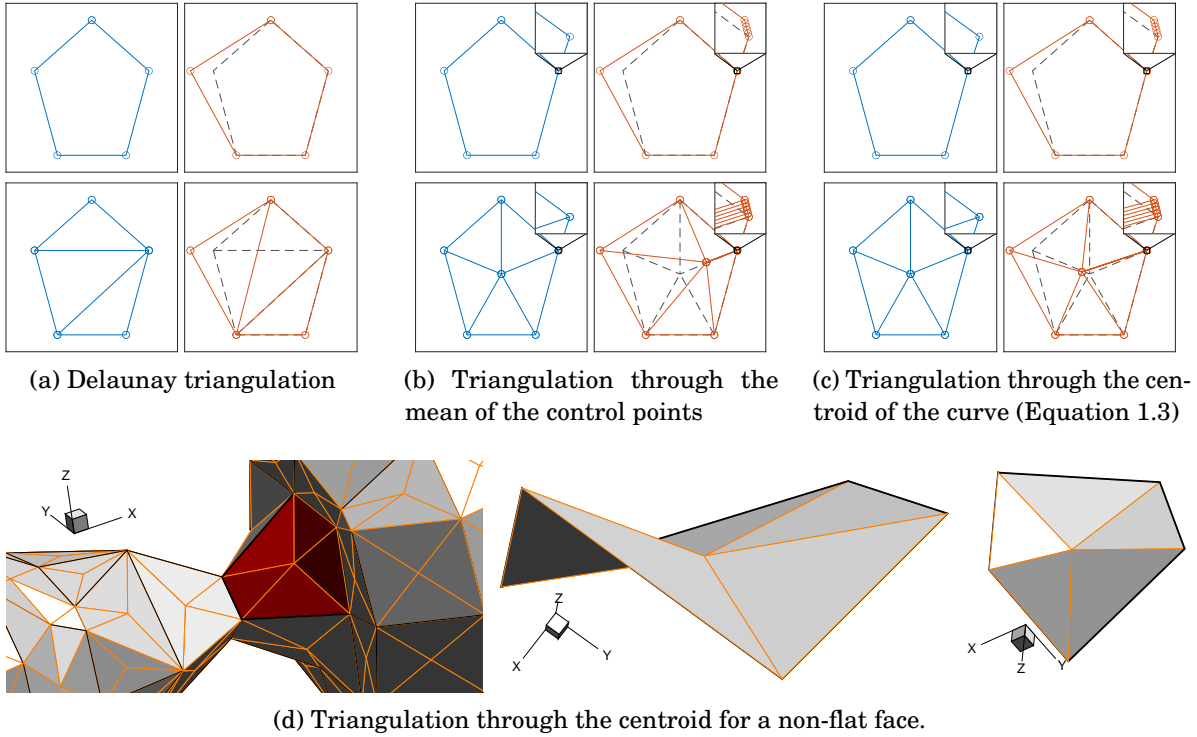 (a) Delaunay triangulation
(b) Triangulation through the
mean of the control points
(c) Triangulation through the cen-
troid of the curve (Equation 1.3)
Z
Y
X
Z
X
Y
X
Z
Y
(d) Triangulation through the centroid for a non-flat face.